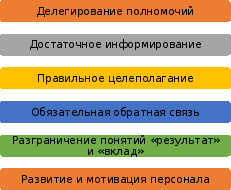 Делегирование полномочий
Достаточное информирование
Правильное целеполагание
Обязательная обратная связь
Разграничение понятий «результат»
и «вклад»
Развитие и мотивация персонала